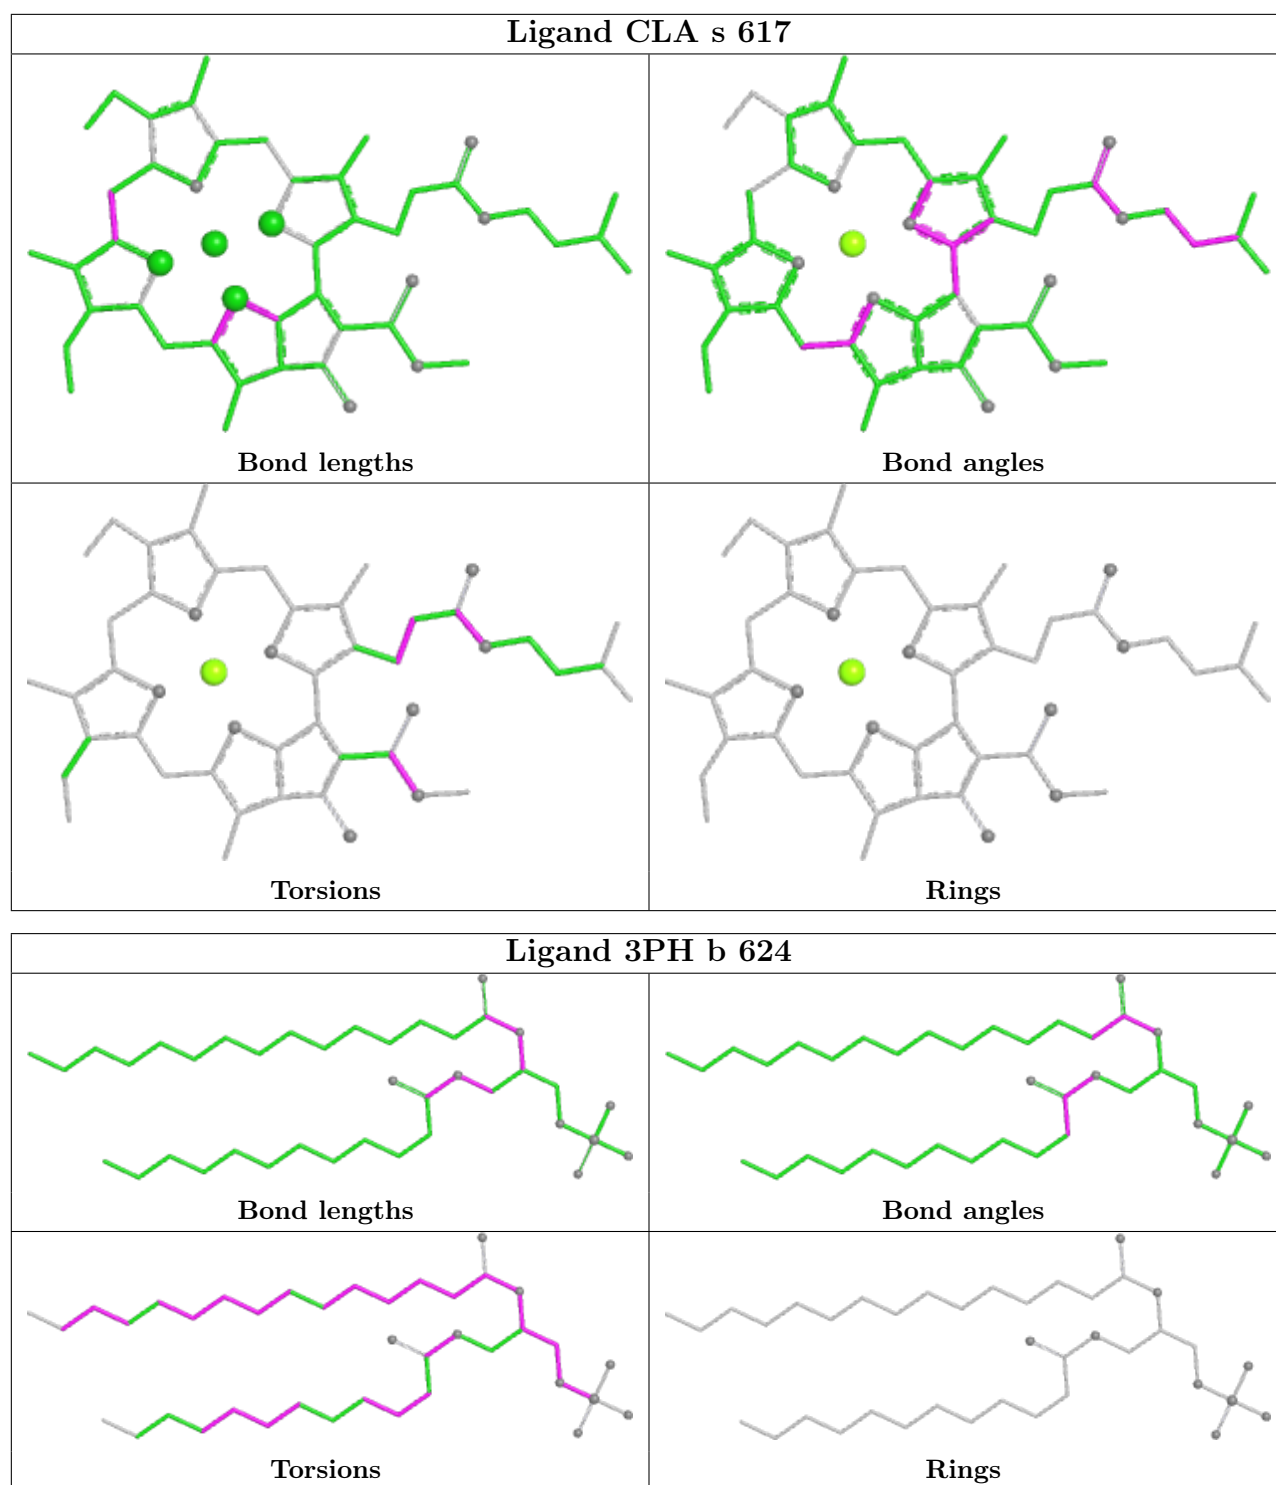 Ligand CLA s 617
Bond lengths
Bond angles
Torsions
Rings
Ligand 3PH b 624
Bond lengths
Bond angles
Torsions
Rings